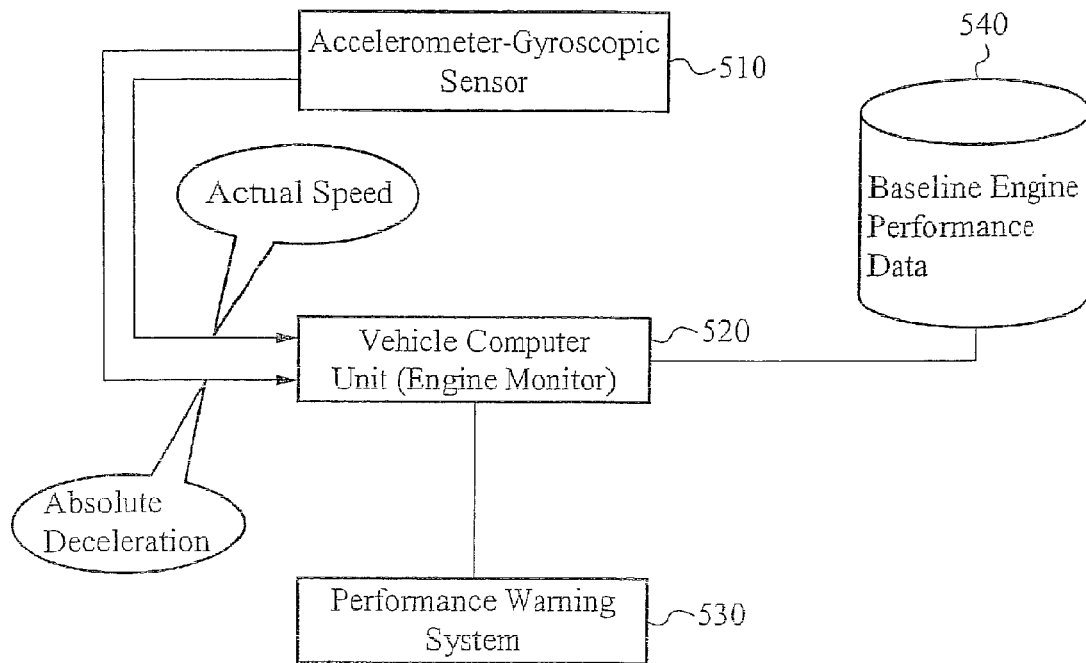 Accelerometer-Gyroscopic
Sensor
510
540
Actual Speed
Baseline Engine
Performance
Data
Vehicle Computer
Unit (Engine Monitor)
520
Absolute
Deceleration
Performance Warning
System
530